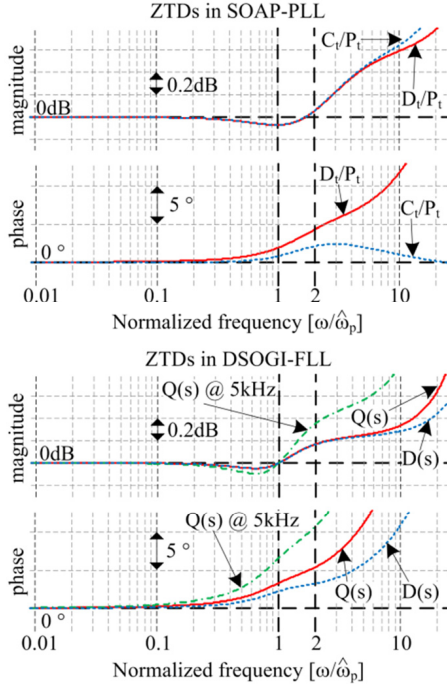 ZTDs in SOAP-PLL
magnitude
0dB
0.2dB
Cₜ/Pₜ
Dₜ/Pₜ
phase
0 °
5 °
Dₜ/Pₜ
Cₜ/Pₜ
0.01 0.1 1 2 10
Normalized frequency [ω/ω̂ₚ]
ZTDs in DSOGI-FLL
magnitude
0dB
0.2dB
Q(s) @ 5kHz
Q(s)
D(s)
phase
0 °
5 °
Q(s) @ 5kHz
Q(s)
D(s)
0.01 0.1 1 2 10
Normalized frequency [ω/ω̂ₚ]